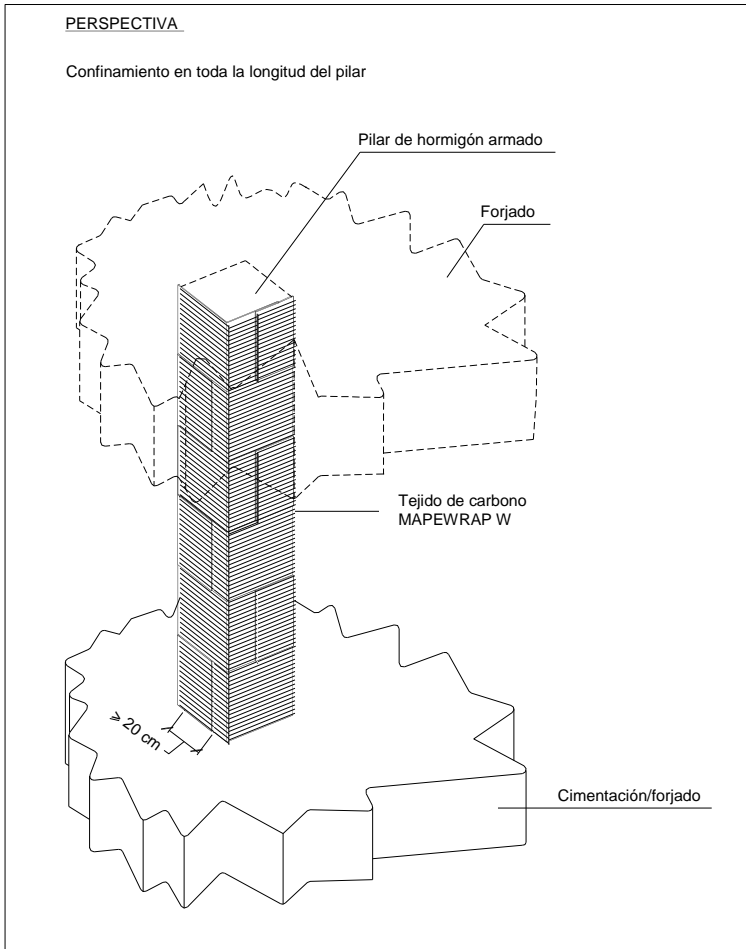 PERSPECTIVA
Confinamiento en toda la longitud del pilar
Pilar de hormigón armado
Forjado
Tejido de carbono
MAPEWRAP W
≥ 20 cm
Cimentación/forjado